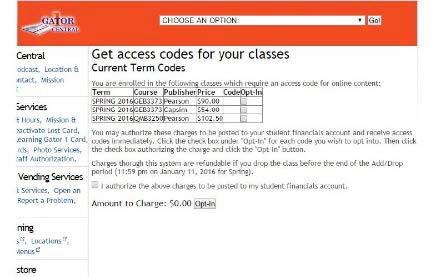 GATOR
CENTRAL
CHOOSE AN OPTION:
Go!
Central
odcast, Location &
ontact, Mission
t
Services
t Hours, Mission &
eactivate Lost Card,
earning Gator 1 Card,
rds, Photo Services,
taff Authorization,
Vending Services
t Services, Open an
Report a Problem,
ning
s, Locations,
Menus
store
Get access codes for your classes
Current Term Codes
You are enrolled in the following classes which require an access code for online content:
Term Course Publisher Price Code Opt-In
SPRING 2016 GEB3373 Pearson $90.00
SPRING 2016 GEB3373 Capsim $54.00
SPRING 2016 QMB3250 Pearson $102.50
You may authorize these charges to be posted to your student financials account and receive access
codes immediately. Click the check box under "Opt-In" for each code you wish to opt into. Then click
the check box authorizing the charge and click the "Opt In" button.
Charges thorugh this system are refundable if you drop the class before the end of the Add/Drop
period (11:59 pm on January 11, 2016 for Spring).
I authorize the above charges to be posted to my student financials account.
Amount to Charge: $0.00 Opt-In